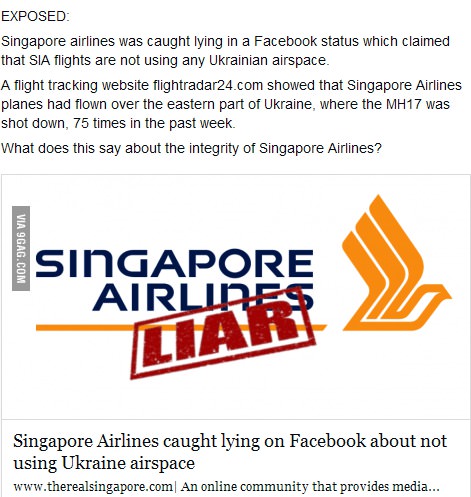 EXPOSED:
Singapore airlines was caught lying in a Facebook status which claimed
that SIA flights are not using any Ukrainian airspace.
A flight tracking website flightradar24.com showed that Singapore Airlines
planes had flown over the eastern part of Ukraine, where the MH17 was
shot down, 75 times in the past week.
What does this say about the integrity of Singapore Airlines?
VIA 9GAG.COM
SINGAPORE
AIRLINES
LIAR
Singapore Airlines caught lying on Facebook about not
using Ukraine airspace
www.therealsingapore.com| An online community that provides media...